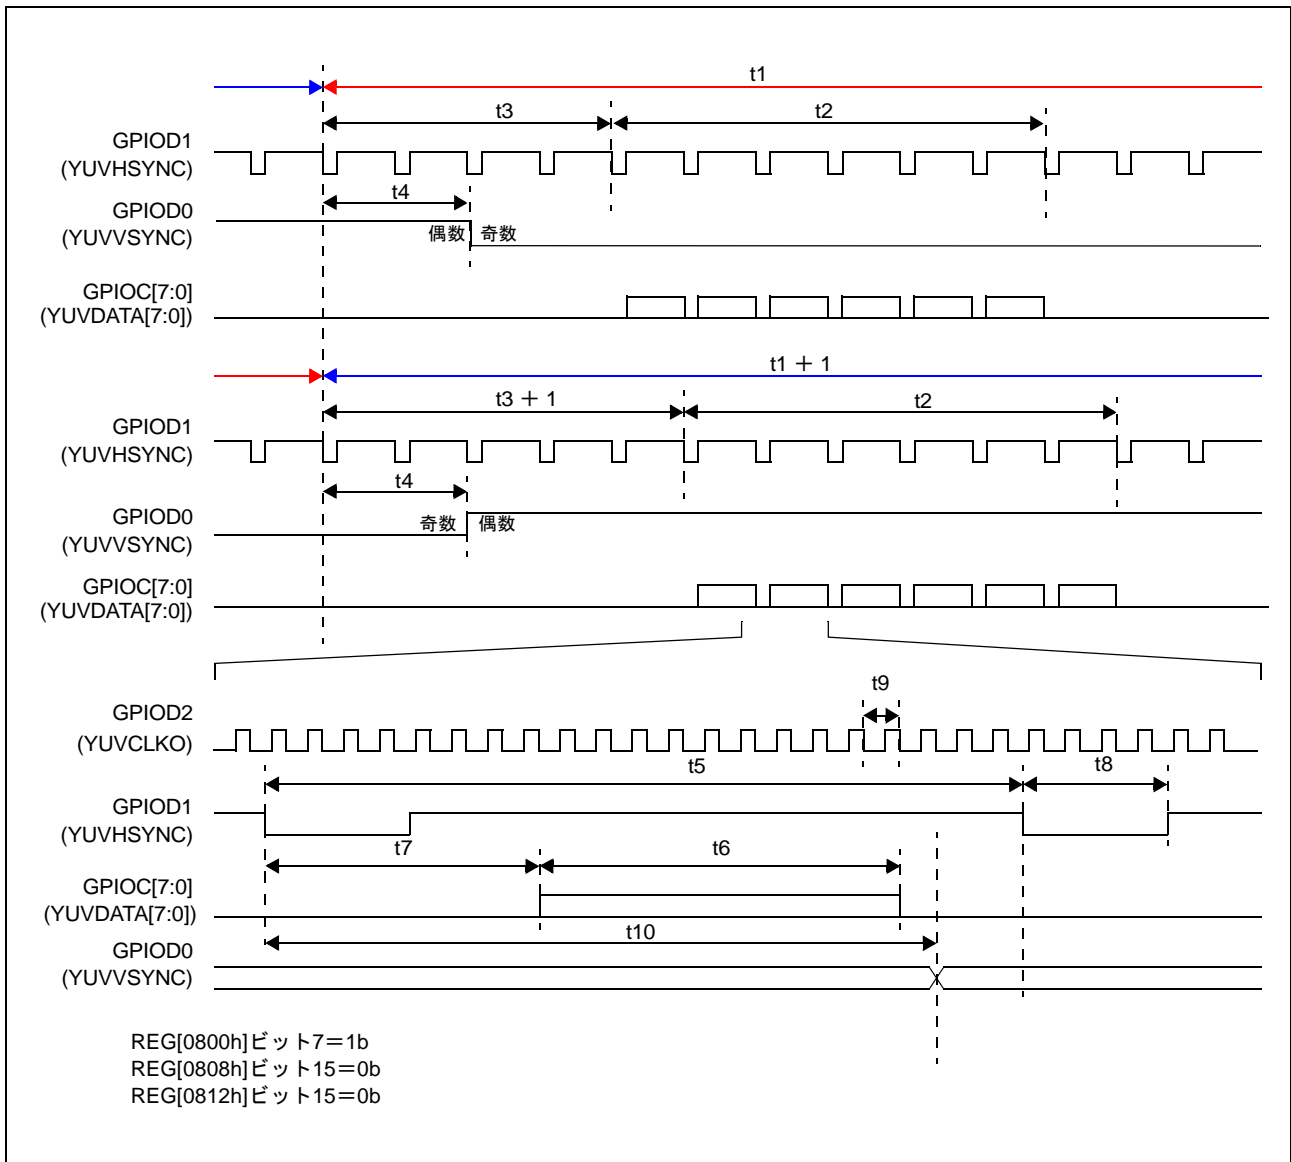 t1
t3
t2
GPIOD1
(YUVHSYNC)
t4
GPIOD0
(YUVVSYNC)
偶数 奇数
GPIOC[7:0]
(YUVDATA[7:0])
t1 + 1
t3 + 1
t2
GPIOD1
(YUVHSYNC)
t4
GPIOD0
(YUVVSYNC)
奇数 偶数
GPIOC[7:0]
(YUVDATA[7:0])
t9
GPIOD2
(YUVCLKO)
t5
t8
GPIOD1
(YUVHSYNC)
t7
t6
GPIOC[7:0]
(YUVDATA[7:0])
t10
GPIOD0
(YUVVSYNC)
REG[0800h]ビット7=1b
REG[0808h]ビット15=0b
REG[0812h]ビット15=0b